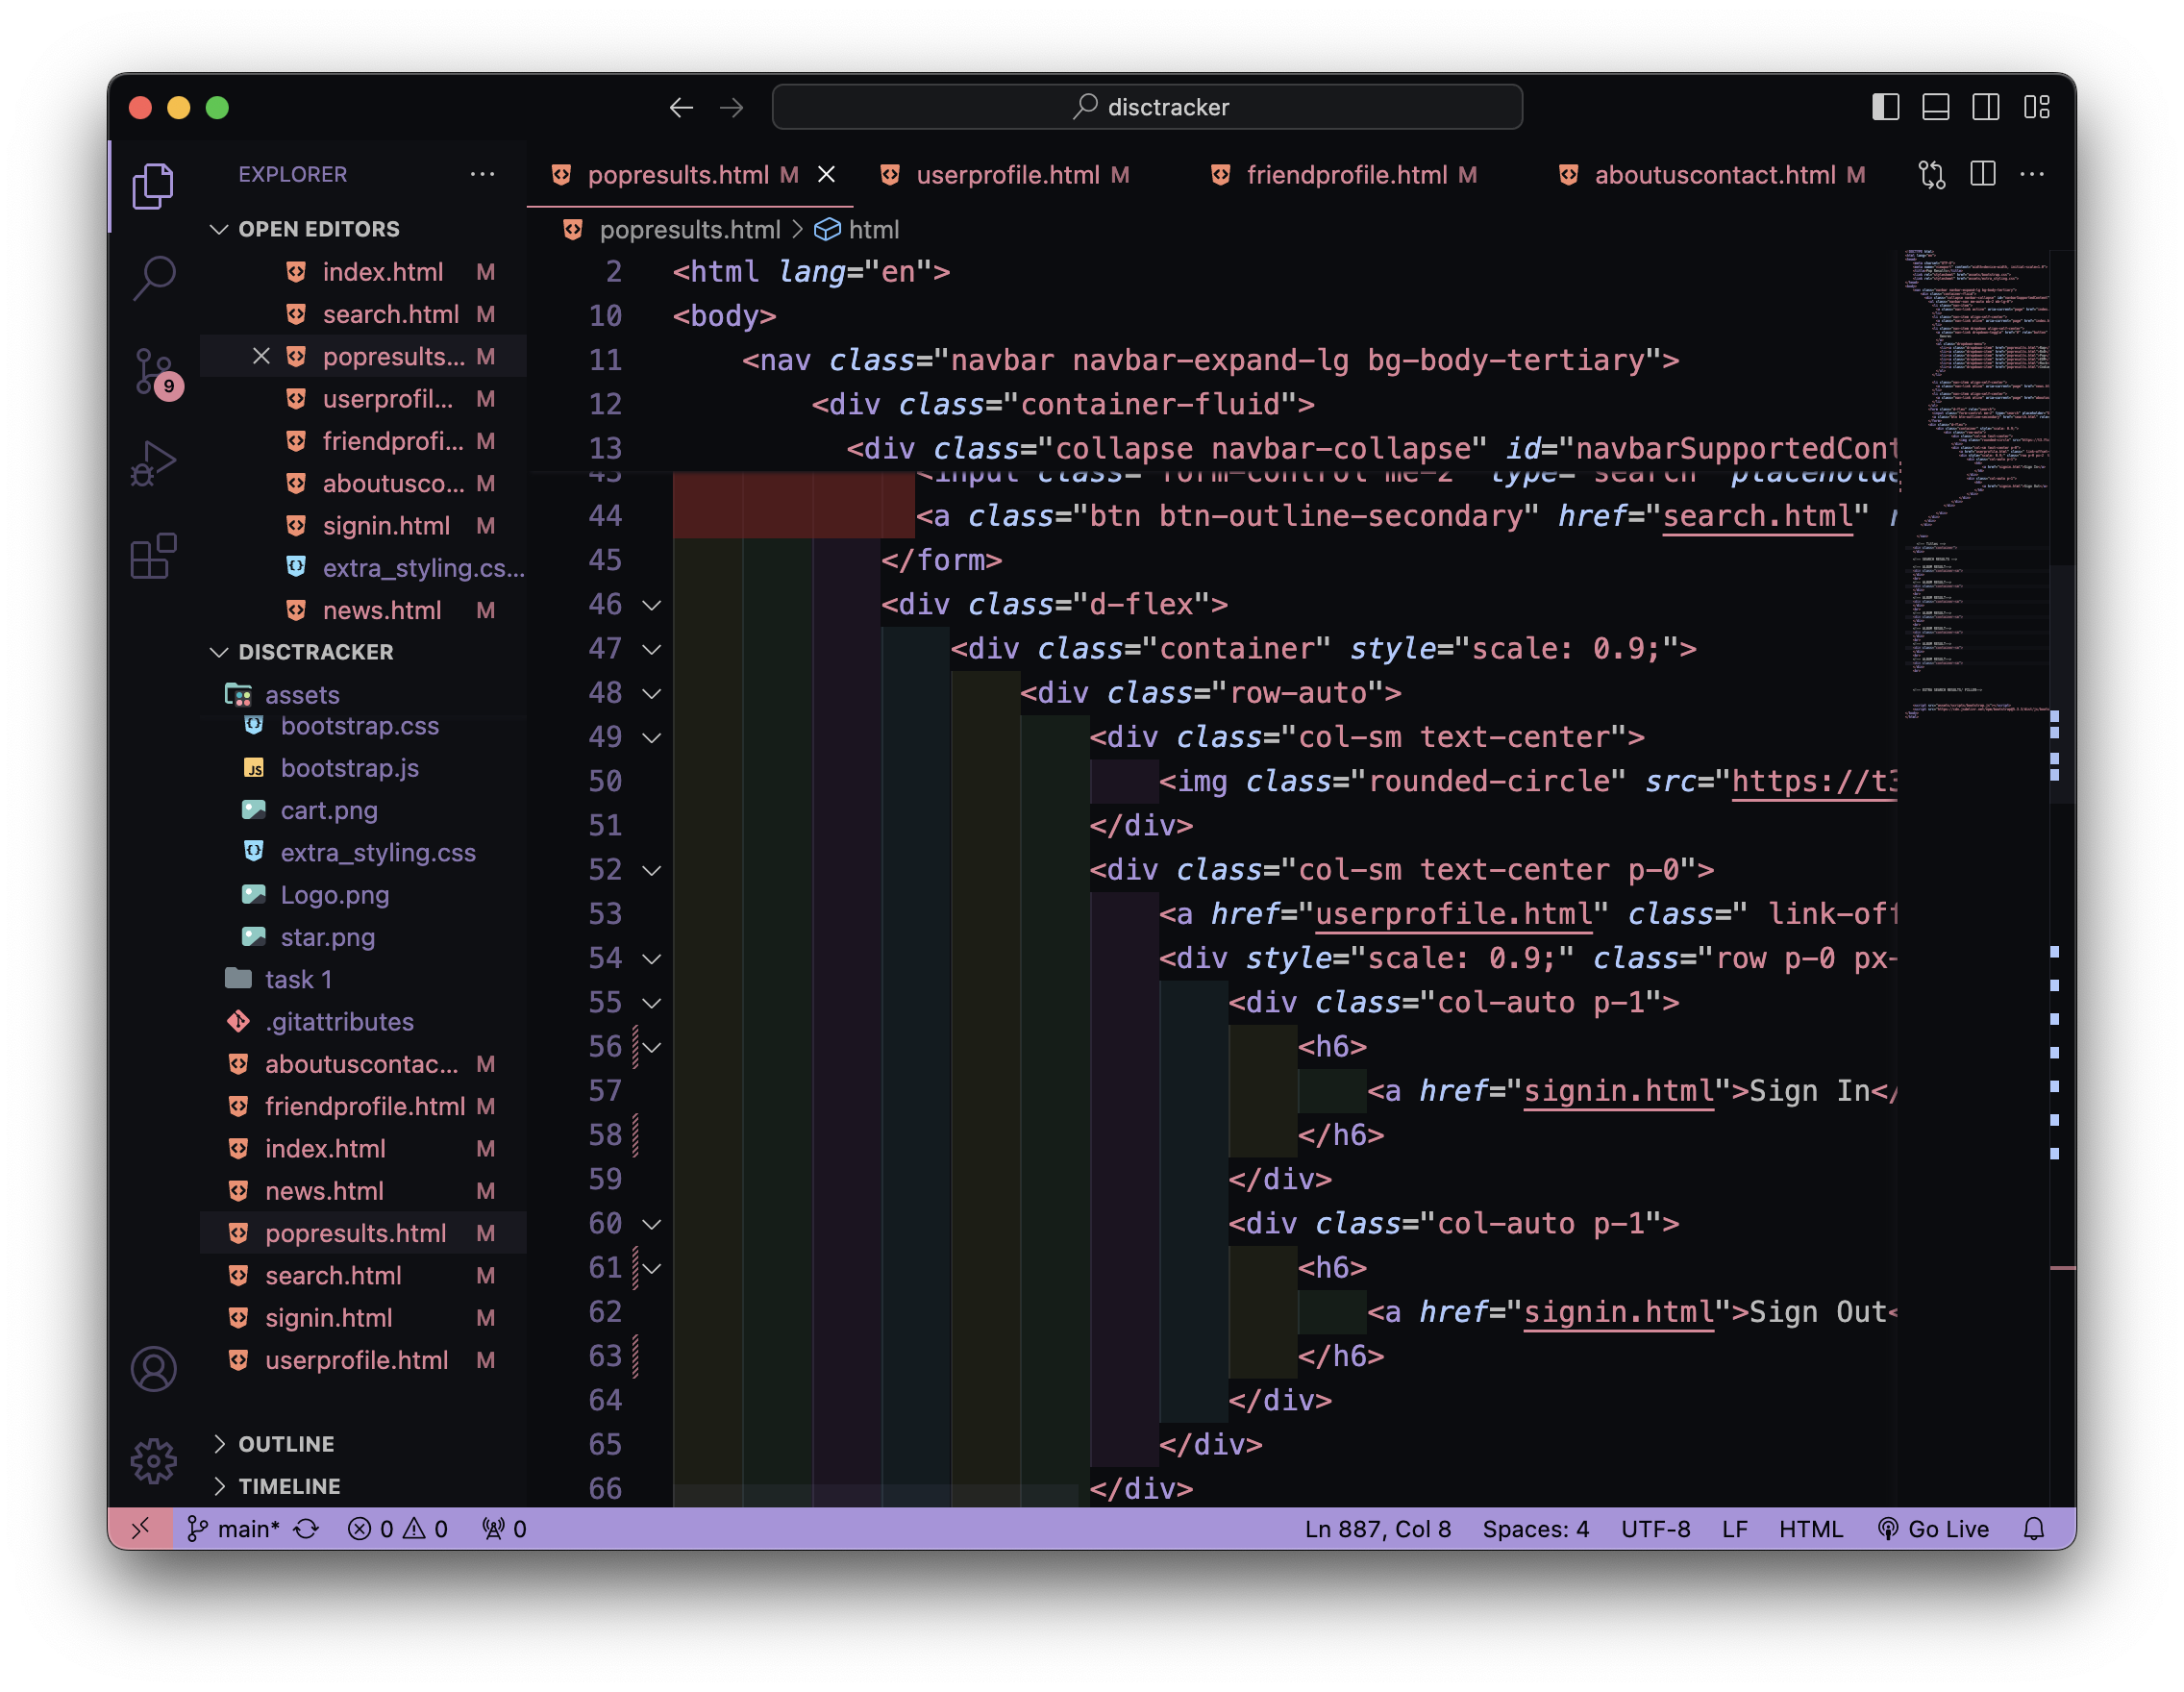 disctracker
EXPLORER
OPEN EDITORS
index.html M
search.html M
popresults... M
userprofil... M
friendprofi... M
aboutusco... M
signin.html M
extra_styling.cs...
news.html M
DISCTRACKER
assets
bootstrap.css
JS bootstrap.js
cart.png
extra_styling.css
Logo.png
star.png
task 1
.gitattributes
aboutuscontac... M
friendprofile.html M
index.html M
news.html M
popresults.html M
search.html M
signin.html M
userprofile.html M
OUTLINE
TIMELINE
9
popresults.html M userprofile.html M friendprofile.html M aboutuscontact.html M
popresults.html > html
2 <html lang="en">
10 <body>
11 <nav class="navbar navbar-expand-lg bg-body-tertiary">
12 <div class="container-fluid">
13 <div class="collapse navbar-collapse" id="navbarSupportedCont
43 <input class="form-control me-2" type="search" placeholde
44 <a class="btn btn-outline-secondary" href="search.html" r
45 </form>
46 <div class="d-flex">
47 <div class="container" style="scale: 0.9;">
48 <div class="row-auto">
49 <div class="col-sm text-center">
50 <img class="rounded-circle" src="https://t3
51 </div>
52 <div class="col-sm text-center p-0">
53 <a href="userprofile.html" class=" link-off
54 <div style="scale: 0.9;" class="row p-0 px-
55 <div class="col-auto p-1">
56 <h6>
57 <a href="signin.html">Sign In</
58 </h6>
59 </div>
60 <div class="col-auto p-1">
61 <h6>
62 <a href="signin.html">Sign Out<
63 </h6>
64 </div>
65 </div>
66 </div>
main* 0 0 0 Ln 887, Col 8 Spaces: 4 UTF-8 LF HTML Go Live